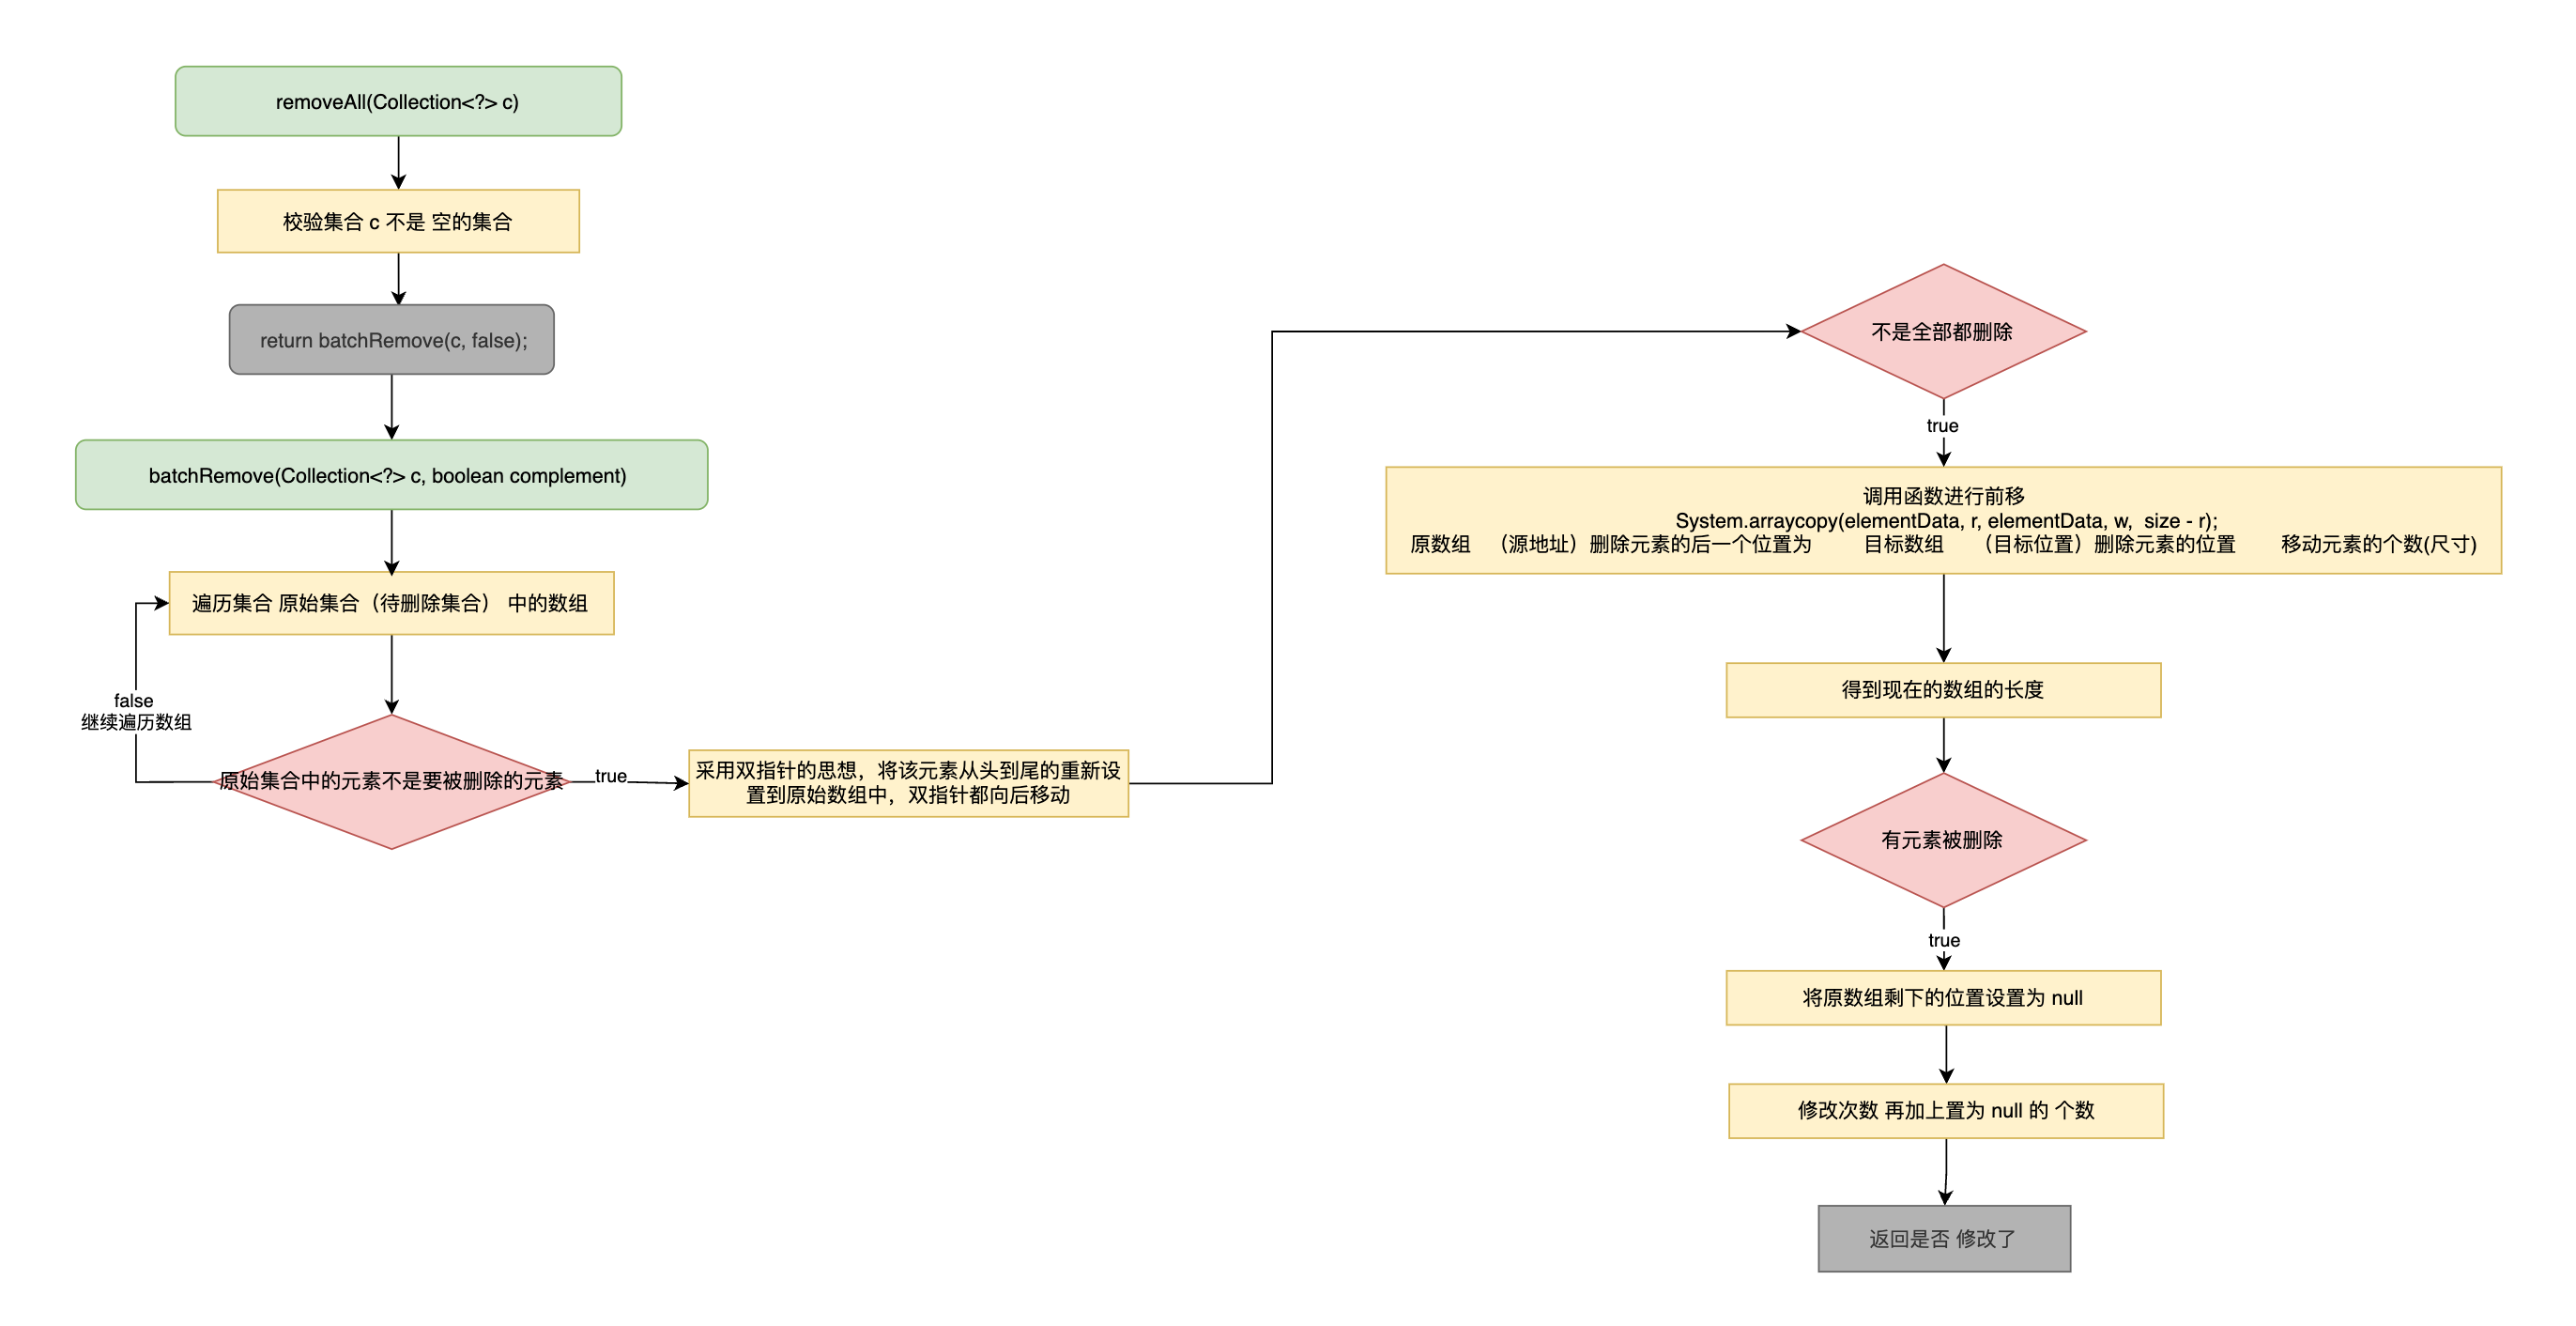 removeAll(Collection<?> c)
校验集合 c 不是 空的集合
return batchRemove(c, false);
batchRemove(Collection<?> c, boolean complement)
遍历集合 原始集合（待删除集合） 中的数组
false
继续遍历数组
原始集合中的元素不是要被删除的元素
true
采用双指针的思想，将该元素从头到尾的重新设
置到原始数组中，双指针都向后移动
不是全部都删除
true
调用函数进行前移
System.arraycopy(elementData, r, elementData, w, size - r);
原数组 （源地址）删除元素的后一个位置为 目标数组 （目标位置）删除元素的位置 移动元素的个数(尺寸)
得到现在的数组的长度
有元素被删除
true
将原数组剩下的位置设置为 null
修改次数 再加上置为 null 的 个数
返回是否 修改了